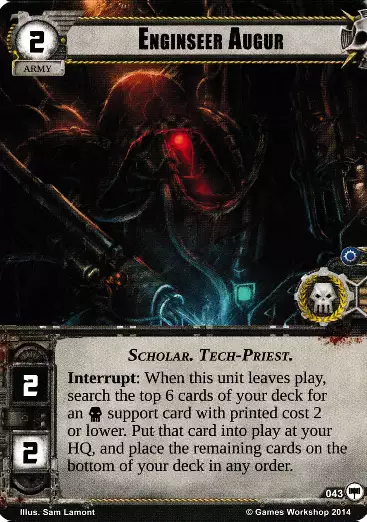 2
ENGINSEER AUGUR
ARMY
SCHOLAR. TECH-PRIEST.
2
Interrupt: When this unit leaves play,
search the top 6 cards of your deck for
an support card with printed cost 2
or lower. Put that card into play at your
2
HQ, and place the remaining cards on the
bottom of your deck in any order.
043
Illus. Sam Lamont
© Games Workshop 2014